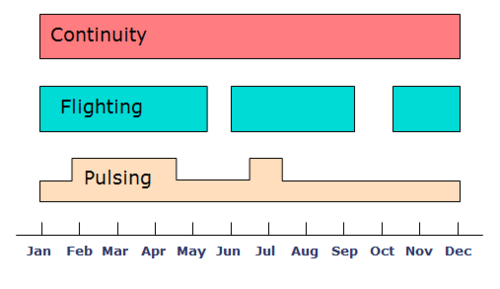 Continuity
Flighting
Pulsing
Jan Feb Mar Apr May Jun Jul Aug Sep Oct Nov Dec